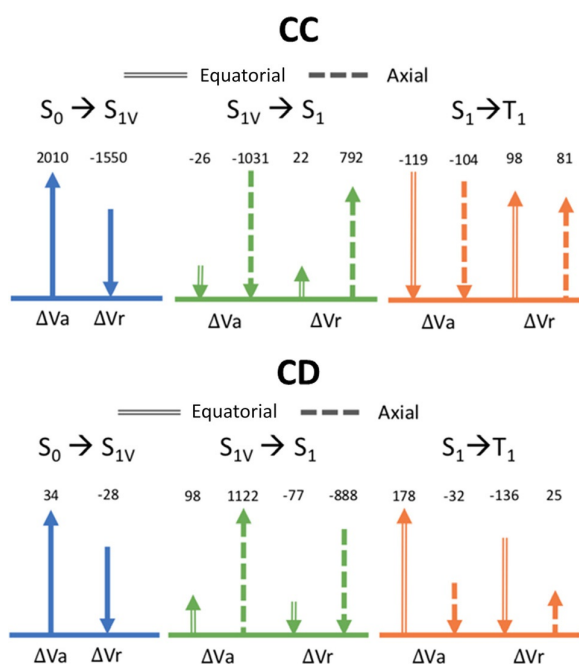 CC
Equatorial Axial
S₀ → S₁ᵥ S₁ᵥ → S₁ S₁→T₁
2010 -1550 -26 -1031 22 792 -119 -104 98 81
ΔVa ΔVr ΔVa ΔVr ΔVa ΔVr
CD
Equatorial Axial
S₀ → S₁ᵥ S₁ᵥ → S₁ S₁→T₁
34 -28 98 1122 -77 -888 178 -32 -136 25
ΔVa ΔVr ΔVa ΔVr ΔVa ΔVr